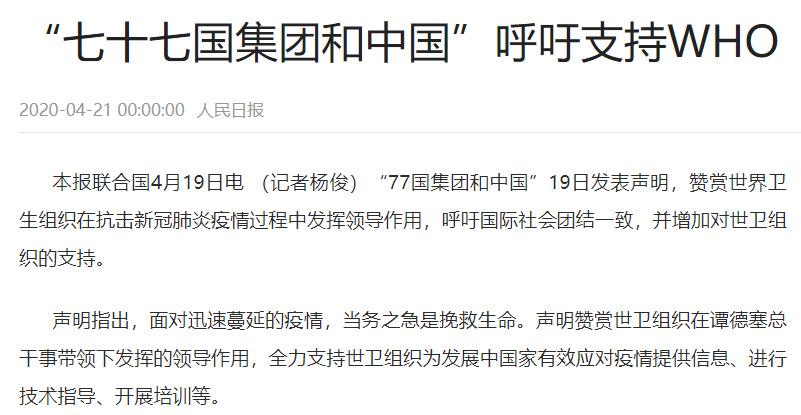 “七十七国集团和中国”呼吁支持WHO
2020-04-21 00:00:00 人民日报
本报联合国4月19日电 （记者杨俊）“77国集团和中国”19日发表声明，赞赏世界卫
生组织在抗击新冠肺炎疫情过程中发挥领导作用，呼吁国际社会团结一致，并增加对世卫组
织的支持。
声明指出，面对迅速蔓延的疫情，当务之急是挽救生命。声明赞赏世卫组织在谭德塞总
干事带领下发挥的领导作用，全力支持世卫组织为发展中国家有效应对疫情提供信息、进行
技术指导、开展培训等。